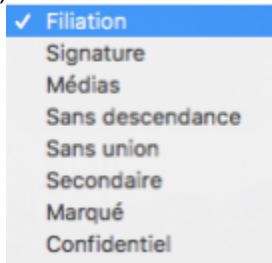 ✓ Filiation
Signature
Médias
Sans descendance
Sans union
Secondaire
Marqué
Confidentiel